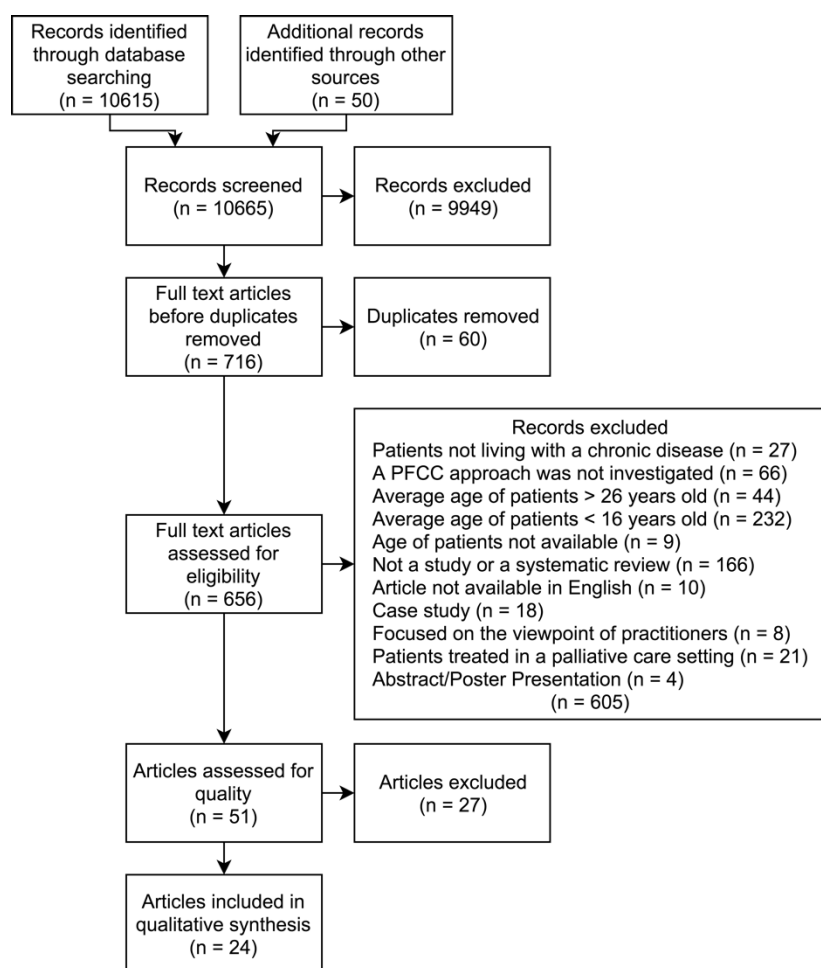 Records identified
through database
searching
(n = 10615)
Additional records
identified through other
sources
(n = 50)
Records screened
(n = 10665)
Records excluded
(n = 9949)
Full text articles
before duplicates
removed
(n = 716)
Duplicates removed
(n = 60)
Full text articles
assessed for
eligibility
(n = 656)
Records excluded
Patients not living with a chronic disease (n = 27)
A PFCC approach was not investigated (n = 66)
Average age of patients > 26 years old (n = 44)
Average age of patients < 16 years old (n = 232)
Age of patients not available (n = 9)
Not a study or a systematic review (n = 166)
Article not available in English (n = 10)
Case study (n = 18)
Focused on the viewpoint of practitioners (n = 8)
Patients treated in a palliative care setting (n = 21)
Abstract/Poster Presentation (n = 4)
(n = 605)
Articles assessed for
quality
(n = 51)
Articles excluded
(n = 27)
Articles included in
qualitative synthesis
(n = 24)